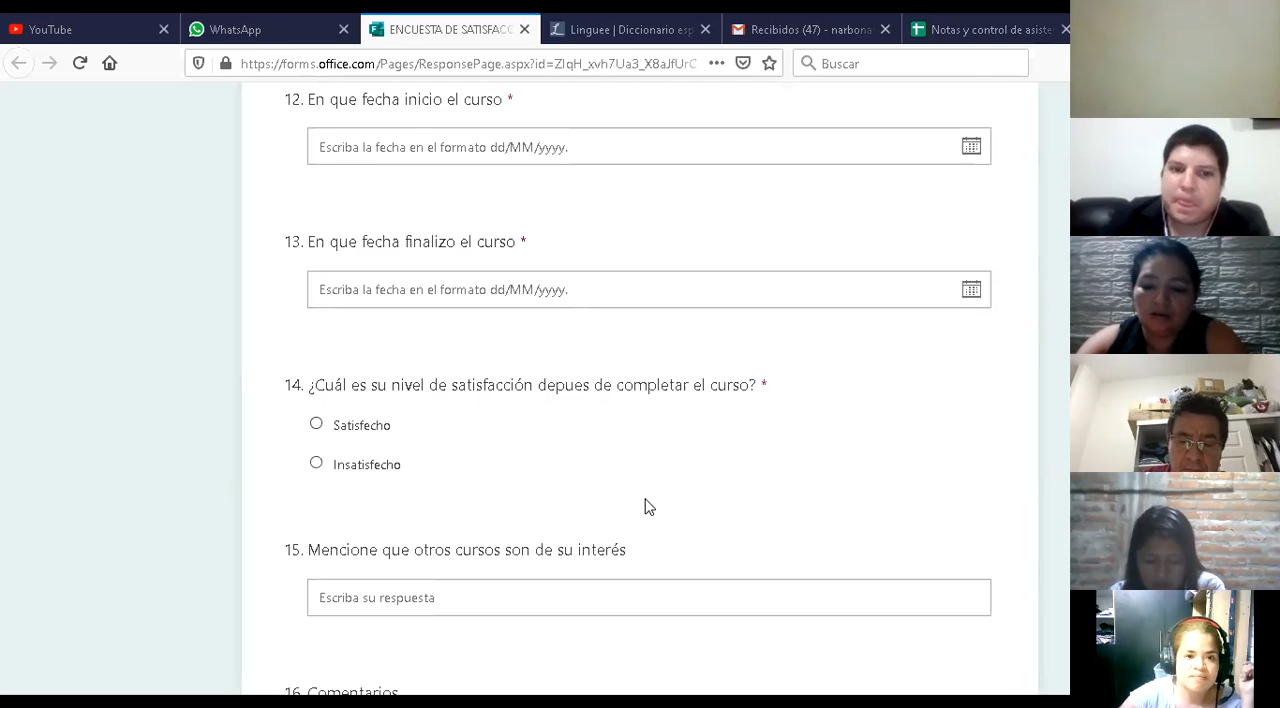 YouTube
WhatsApp
ENCUESTA DE SATISFACC
Linguee | Diccionario esp
Recibidos (47) - narbona
Notas y control de asiste
https://forms.office.com/Pages/ResponsePage.aspx?id=
Buscar
12. En que fecha inicio el curso *
Escriba la fecha en el formato dd/MM/yyyy.
13. En que fecha finalizo el curso *
Escriba la fecha en el formato dd/MM/yyyy.
14. ¿Cuál es su nivel de satisfacción depues de completar el curso? *
Satisfecho
Insatisfecho
15. Mencione que otros cursos son de su interés
Escriba su respuesta
16. Comentarios